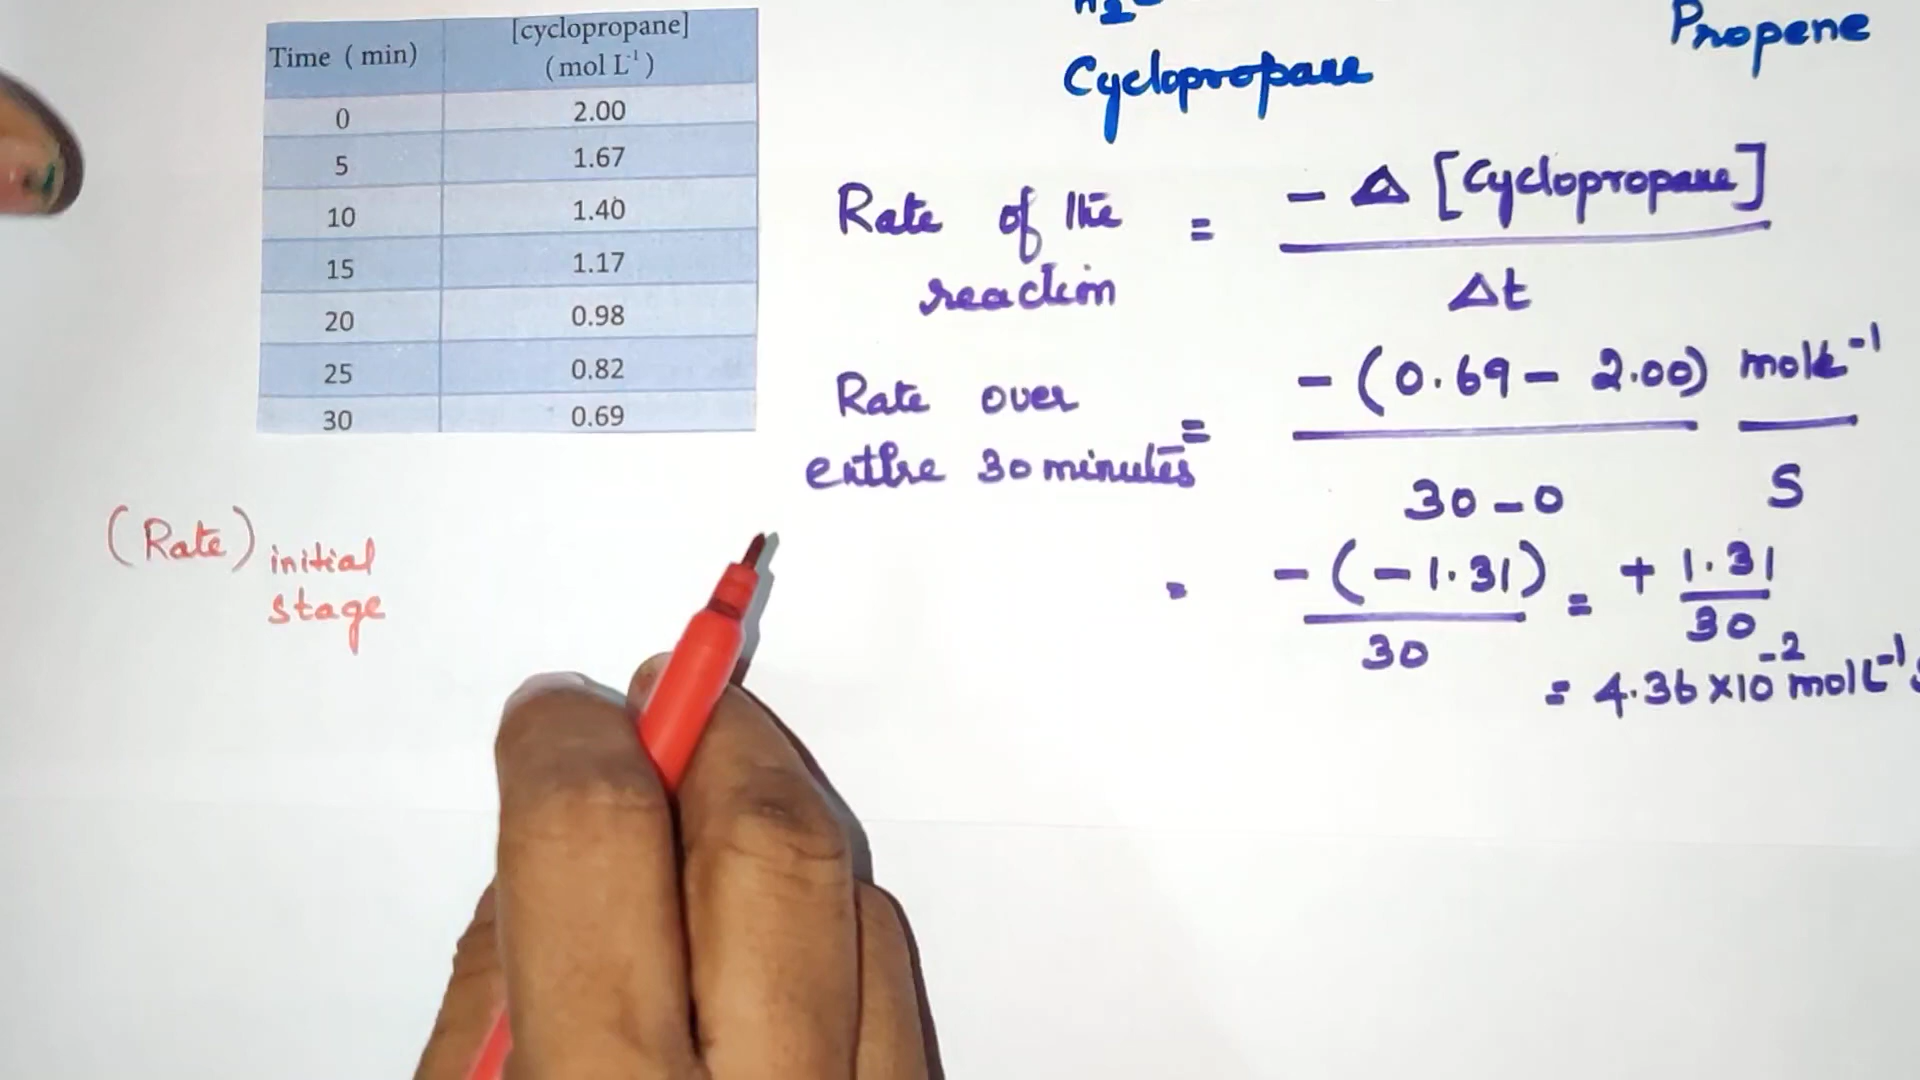 Time ( min) [cyclopropane] (mol L⁻¹)
0 2.00
5 1.67
10 1.40
15 1.17
20 0.98
25 0.82
30 0.69
Cyclopropane
Propene
Rate of the reaction = - Δ [Cyclopropane] / Δt
Rate over entire 30 minutes = - (0.69 - 2.00) / 30 - 0 mol L⁻¹ / S
= - (-1.31) / 30 = + 1.31 / 30
= 4.36 x 10⁻² mol L⁻¹
(Rate) initial
stage